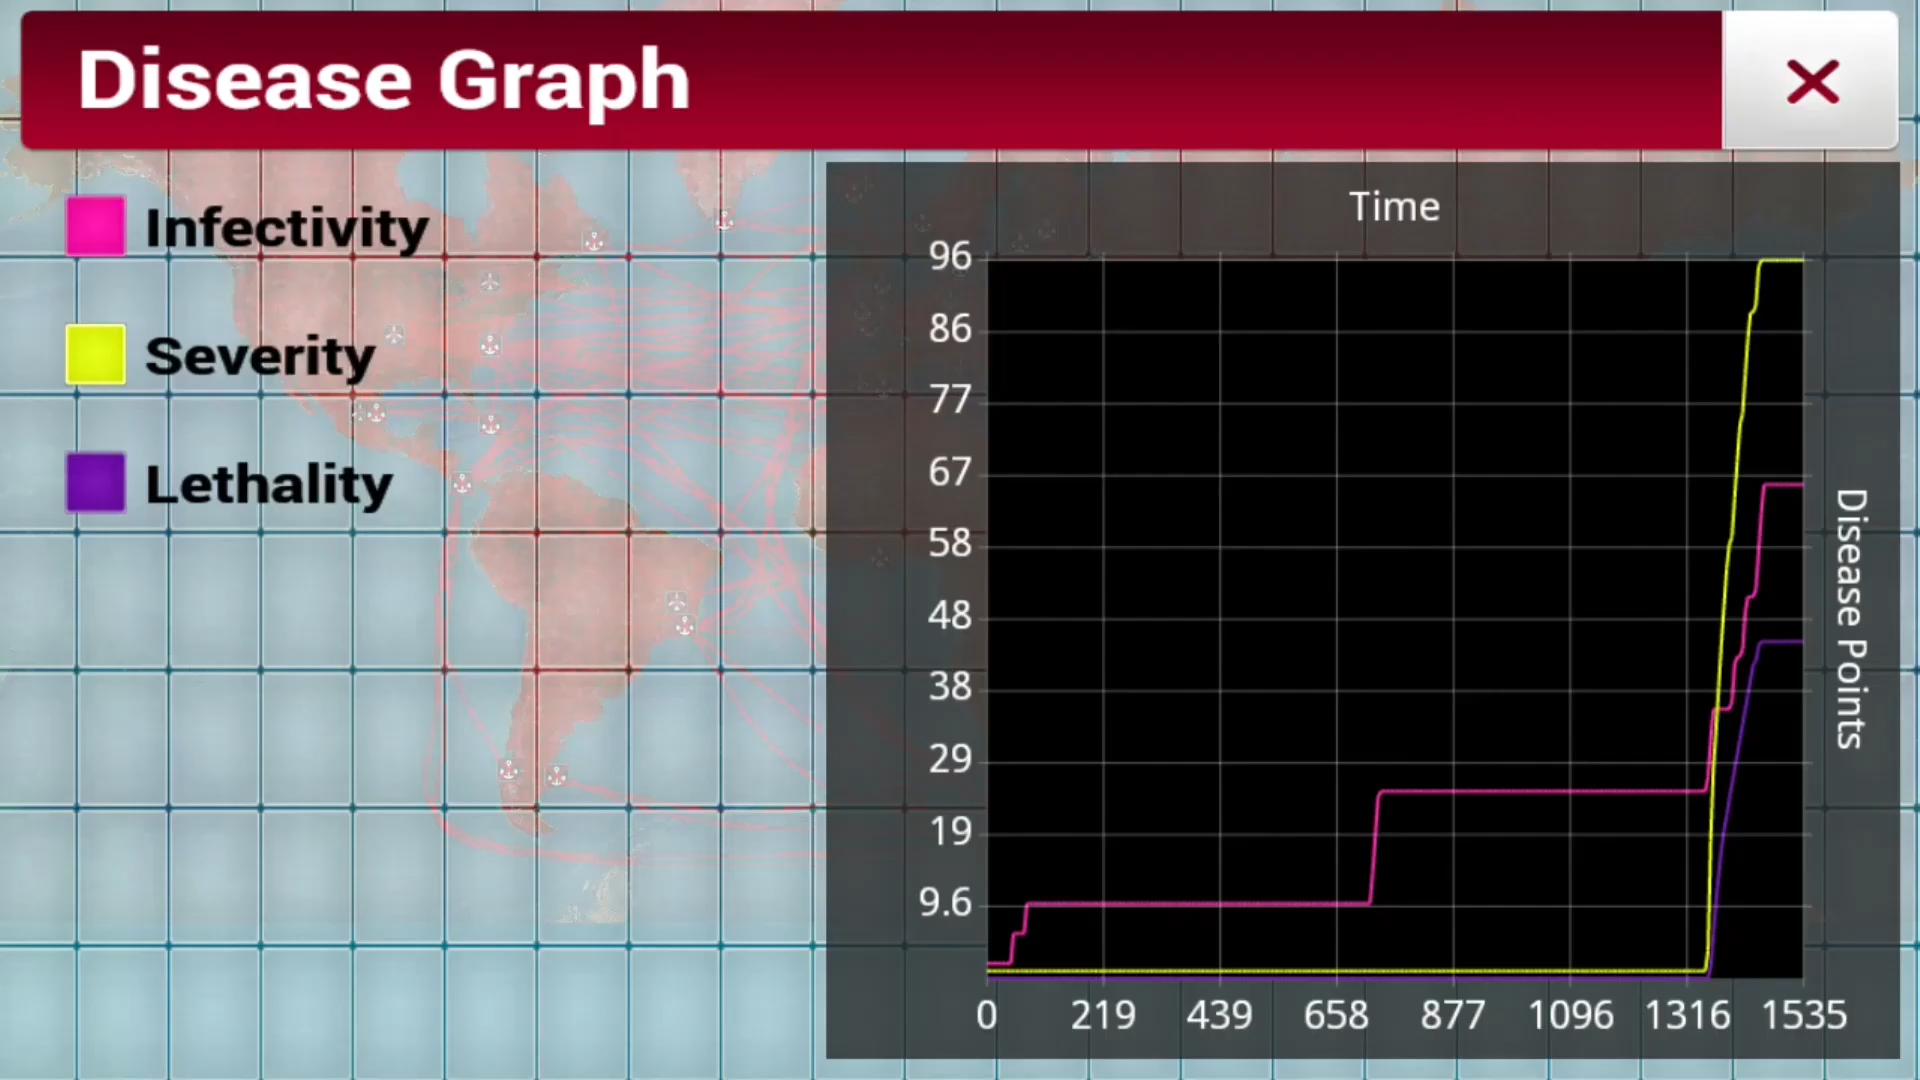 Disease Graph
Infectivity
Severity
Lethality
Time
96
86
77
67
58
48
38
29
19
9.6
0 219 439 658 877 1096 1316 1535
Disease Points